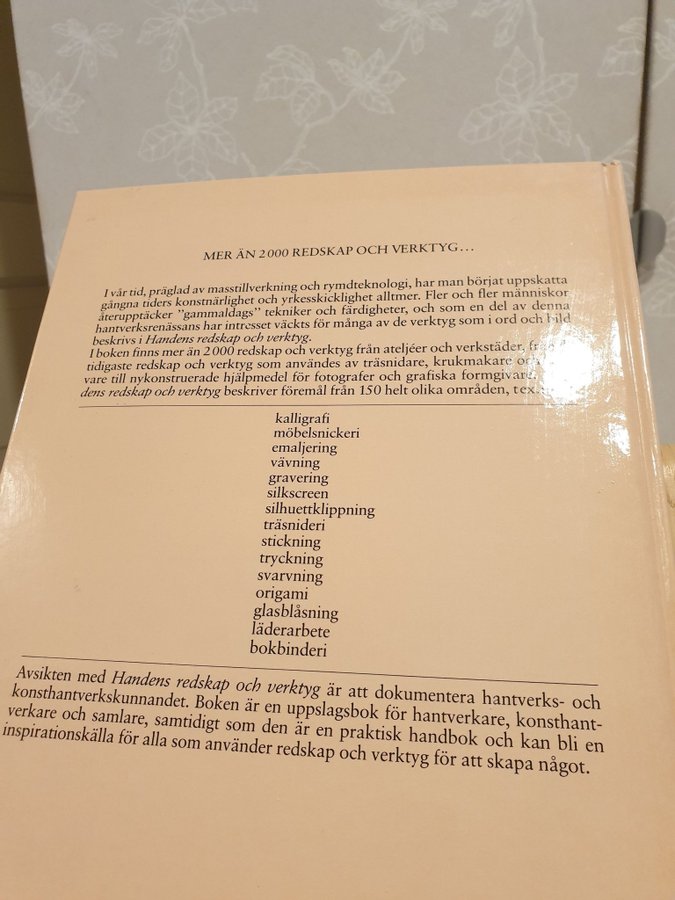 MER ÄN 2000 REDSKAP OCH VERKTYG...
I vår tid, präglad av masstillverkning och rymdteknologi, har man börjat uppskatta
gångna tiders konstnärlighet och yrkesskicklighet alltmer. Fler och fler människor
återupptäcker "gammaldags" tekniker och färdigheter, och som en del av denna
hantverksrenässans har intresset väckts för många av de verktyg som i ord och bild
beskrivs i Handens redskap och verktyg.
I boken finns mer än 2000 redskap och verktyg från ateljéer och verkstäder, från
tidigaste redskap och verktyg som användes av träsnidare, krukmakare och
vare till nykonstruerade hjälpmedel för fotografer och grafiska formgivare.
dens redskap och verktyg beskriver föremål från 150 helt olika områden, t ex
kalligrafi
möbelsnickeri
emaljering
vävning
gravering
silkscreen
silhuettklippning
träsnideri
stickning
tryckning
svarvning
origami
glasblåsning
läderarbete
bokbinderi
Avsikten med Handens redskap och verktyg är att dokumentera hantverks- och
konsthantverkskunnandet. Boken är en uppslagsbok för hantverkare, konsthant-
verkare och samlare, samtidigt som den är en praktisk handbok och kan bli en
inspirationskälla för alla som använder redskap och verktyg för att skapa något.